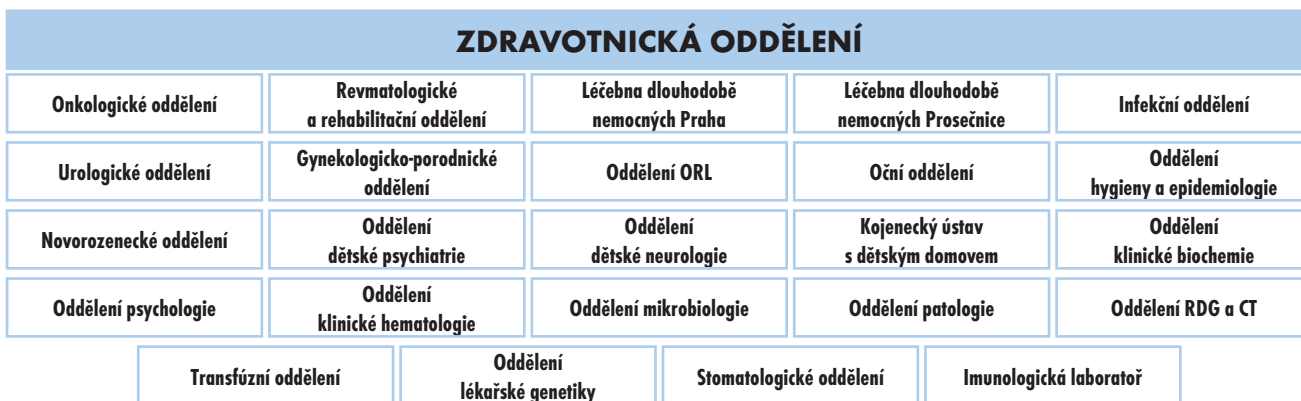 ZDRAVOTNICKÁ ODDĚLENÍ
Onkologické oddělení
Revmatologické
a rehabilitační oddělení
Léčebna dlouhodobě
nemocných Praha
Léčebna dlouhodobě
nemocných Prosečnice
Infekční oddělení
Urologické oddělení
Gynekologicko-porodnické
oddělení
Oddělení ORL
Oční oddělení
Oddělení
hygieny a epidemiologie
Novorozenecké oddělení
Oddělení
dětské psychiatrie
Oddělení
dětské neurologie
Kojenecký ústav
s dětským domovem
Oddělení
klinické biochemie
Oddělení psychologie
Oddělení
klinické hematologie
Oddělení mikrobiologie
Oddělení patologie
Oddělení RDG a CT
Transfúzní oddělení
Oddělení
lékařské genetiky
Stomatologické oddělení
Imunologická laboratoř